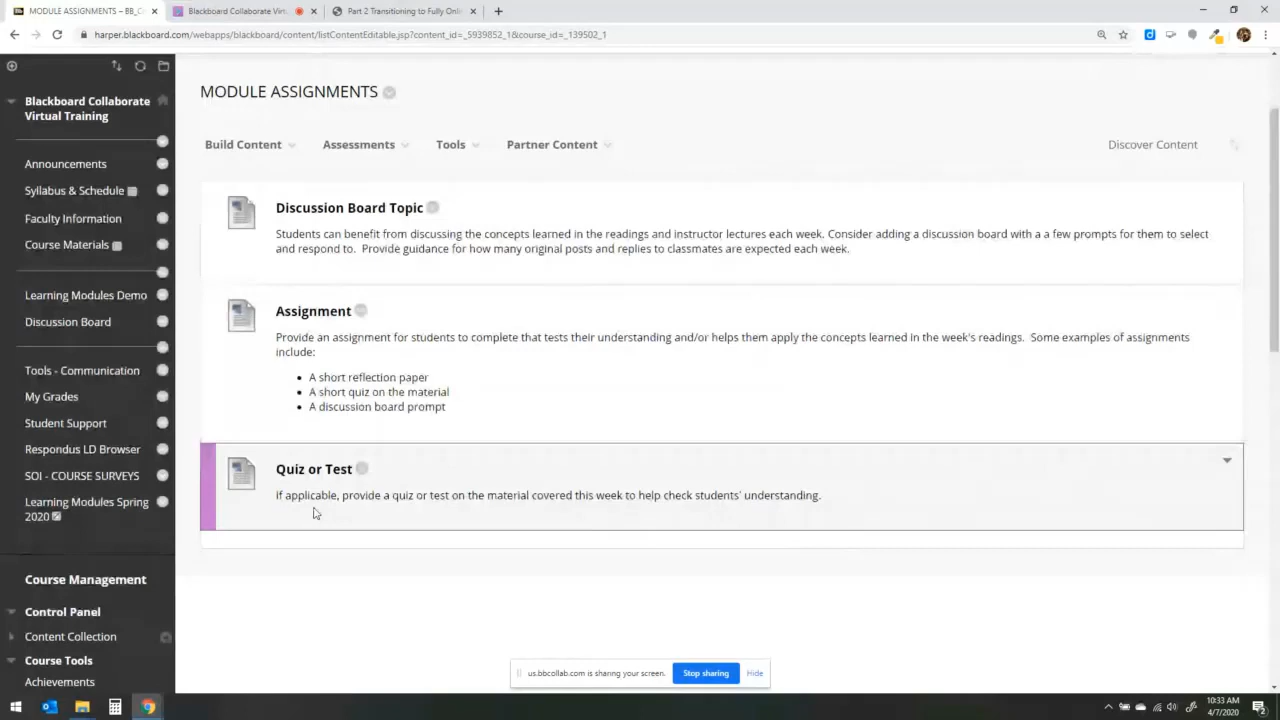 MODULE ASSIGNMENTS – BB_C
Blackboard Collaborate Virtu
Part 2 Transitioning to Fully Onli
harper.blackboard.com/webapps/blackboard/content/listContentEditable.jsp?content_id=_5939852_1&course_id=_139502_1
Blackboard Collaborate
Virtual Training
Announcements
Syllabus & Schedule
Faculty Information
Course Materials
Learning Modules Demo
Discussion Board
Tools - Communication
My Grades
Student Support
Respondus LD Browser
SOI - COURSE SURVEYS
Learning Modules Spring
2020
Course Management
Control Panel
Content Collection
Course Tools
Achievements
MODULE ASSIGNMENTS
Build Content
Assessments
Tools
Partner Content
Discover Content
Discussion Board Topic
Students can benefit from discussing the concepts learned in the readings and instructor lectures each week. Consider adding a discussion board with a a few prompts for them to select
and respond to. Provide guidance for how many original posts and replies to classmates are expected each week.
Assignment
Provide an assignment for students to complete that tests their understanding and/or helps them apply the concepts learned in the week's readings. Some examples of assignments
include:
• A short reflection paper
• A short quiz on the material
• A discussion board prompt
Quiz or Test
If applicable, provide a quiz or test on the material covered this week to help check students' understanding.
us.bbcollab.com is sharing your screen.
Stop sharing
Hide
10:33 AM
4/7/2020
2